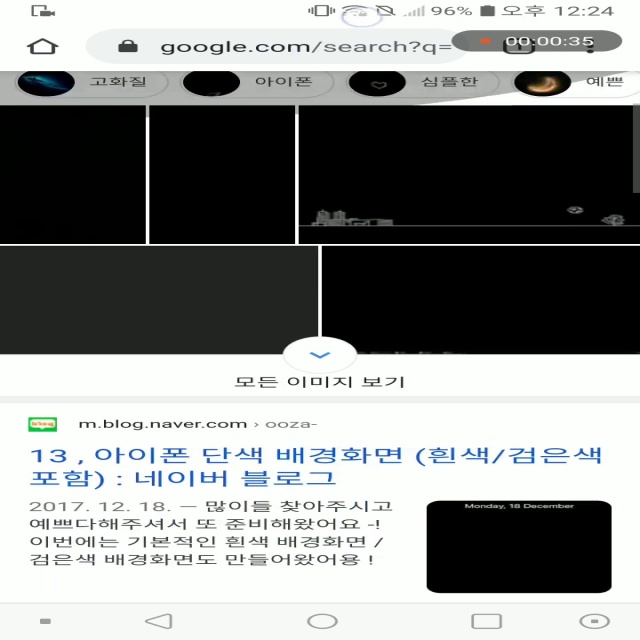 96% 오후 12:24
google.com/search?q=
00:00:35
고화질 아이폰 심플한 예쁜
모든 이미지 보기
m.blog.naver.com › ooza-
13 , 아이폰 단색 배경화면 (흰색/검은색
포함) : 네이버 블로그
2017. 12. 18. — 많이들 찾아주시고
예쁘다해주셔서 또 준비해왔어요 -!
이번에는 기본적인 흰색 배경화면 /
검은색 배경화면도 만들어왔어용 !
Monday, 18 December